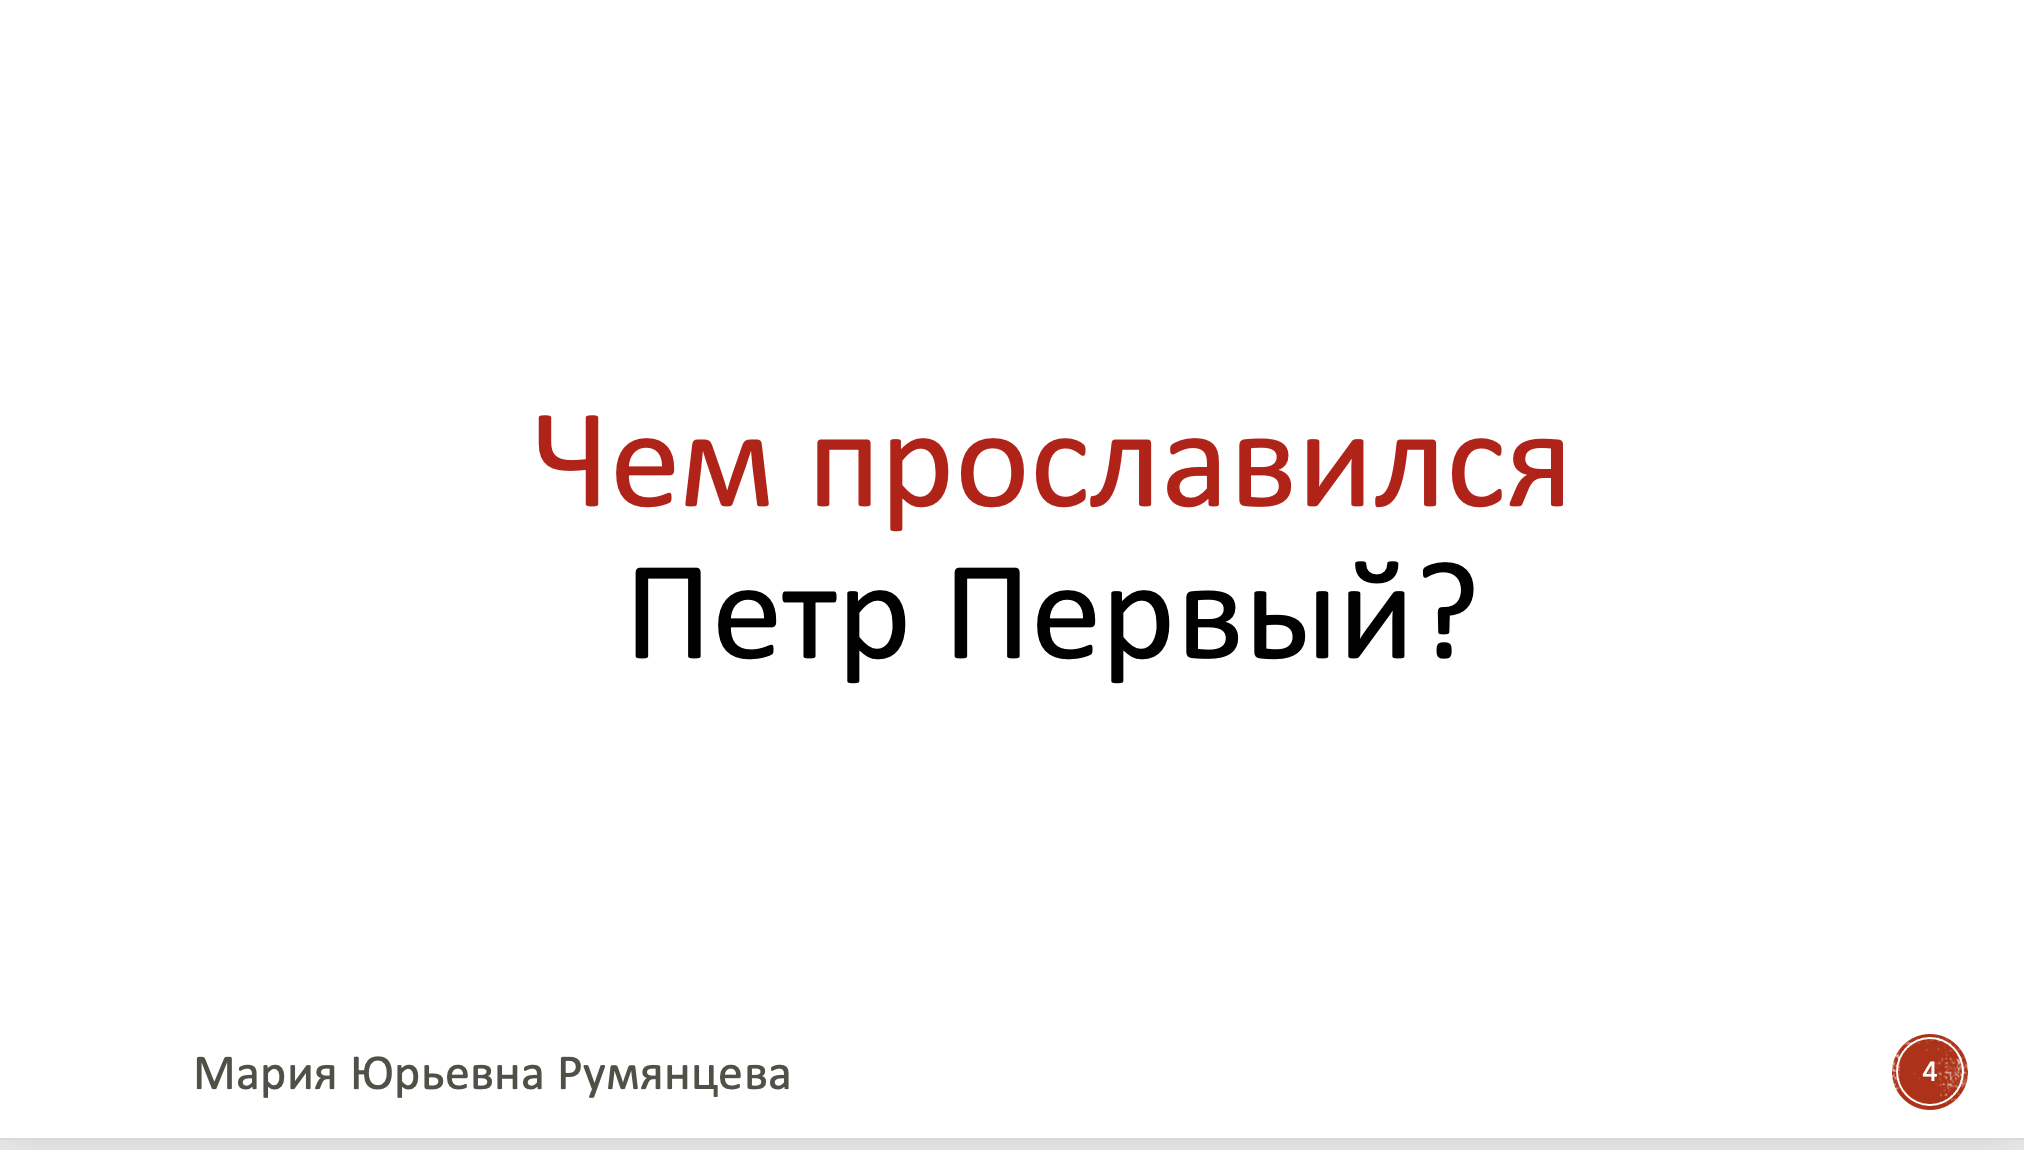 Чем прославился
Петр Первый?
Мария Юрьевна Румянцева
4